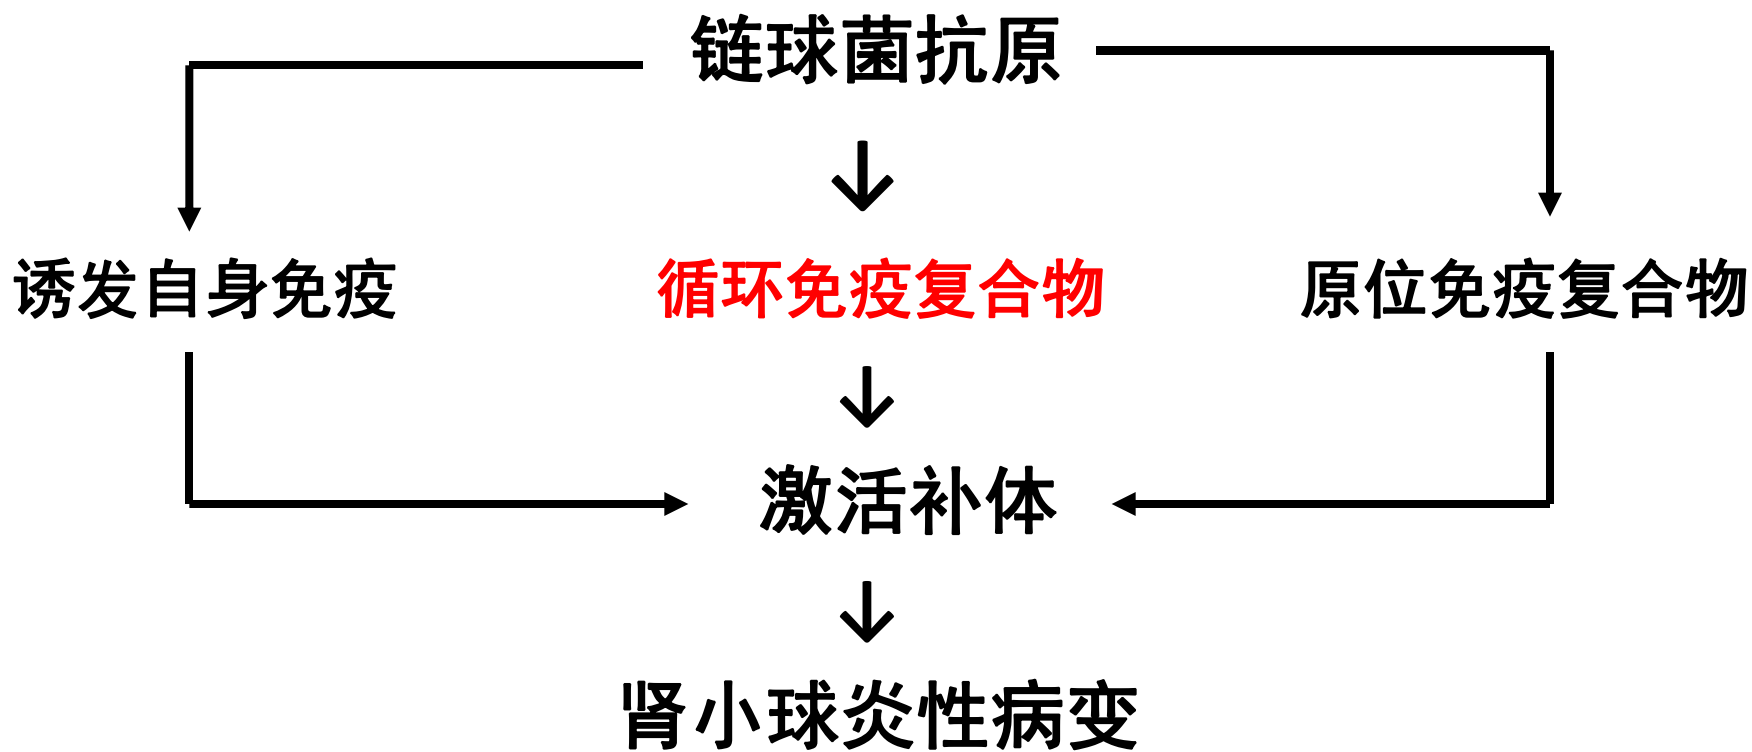 链球菌抗原
诱发自身免疫
循环免疫复合物
原位免疫复合物
激活补体
肾小球炎性病变